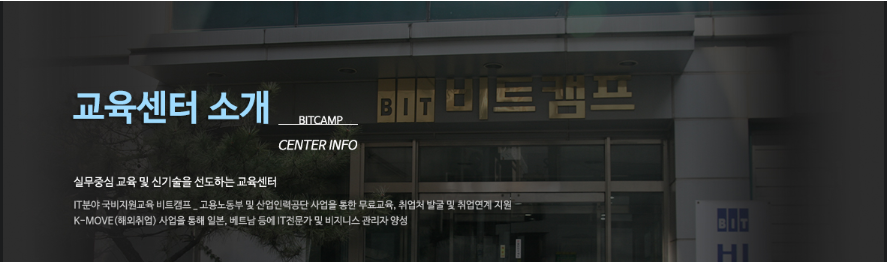 BIT 비트캠프
교육센터 소개
BITCAMP
CENTER INFO
실무중심 교육 및 신기술을 선도하는 교육센터
IT분야 국비지원교육 비트캠프 _ 고용노동부 및 산업인력공단 사업을 통한 무료교육, 취업처 발굴 및 취업연계 지원
K-MOVE(해외취업) 사업을 통해 일본, 베트남 등에 IT전문가 및 비지니스 관리자 양성
BIT
HI